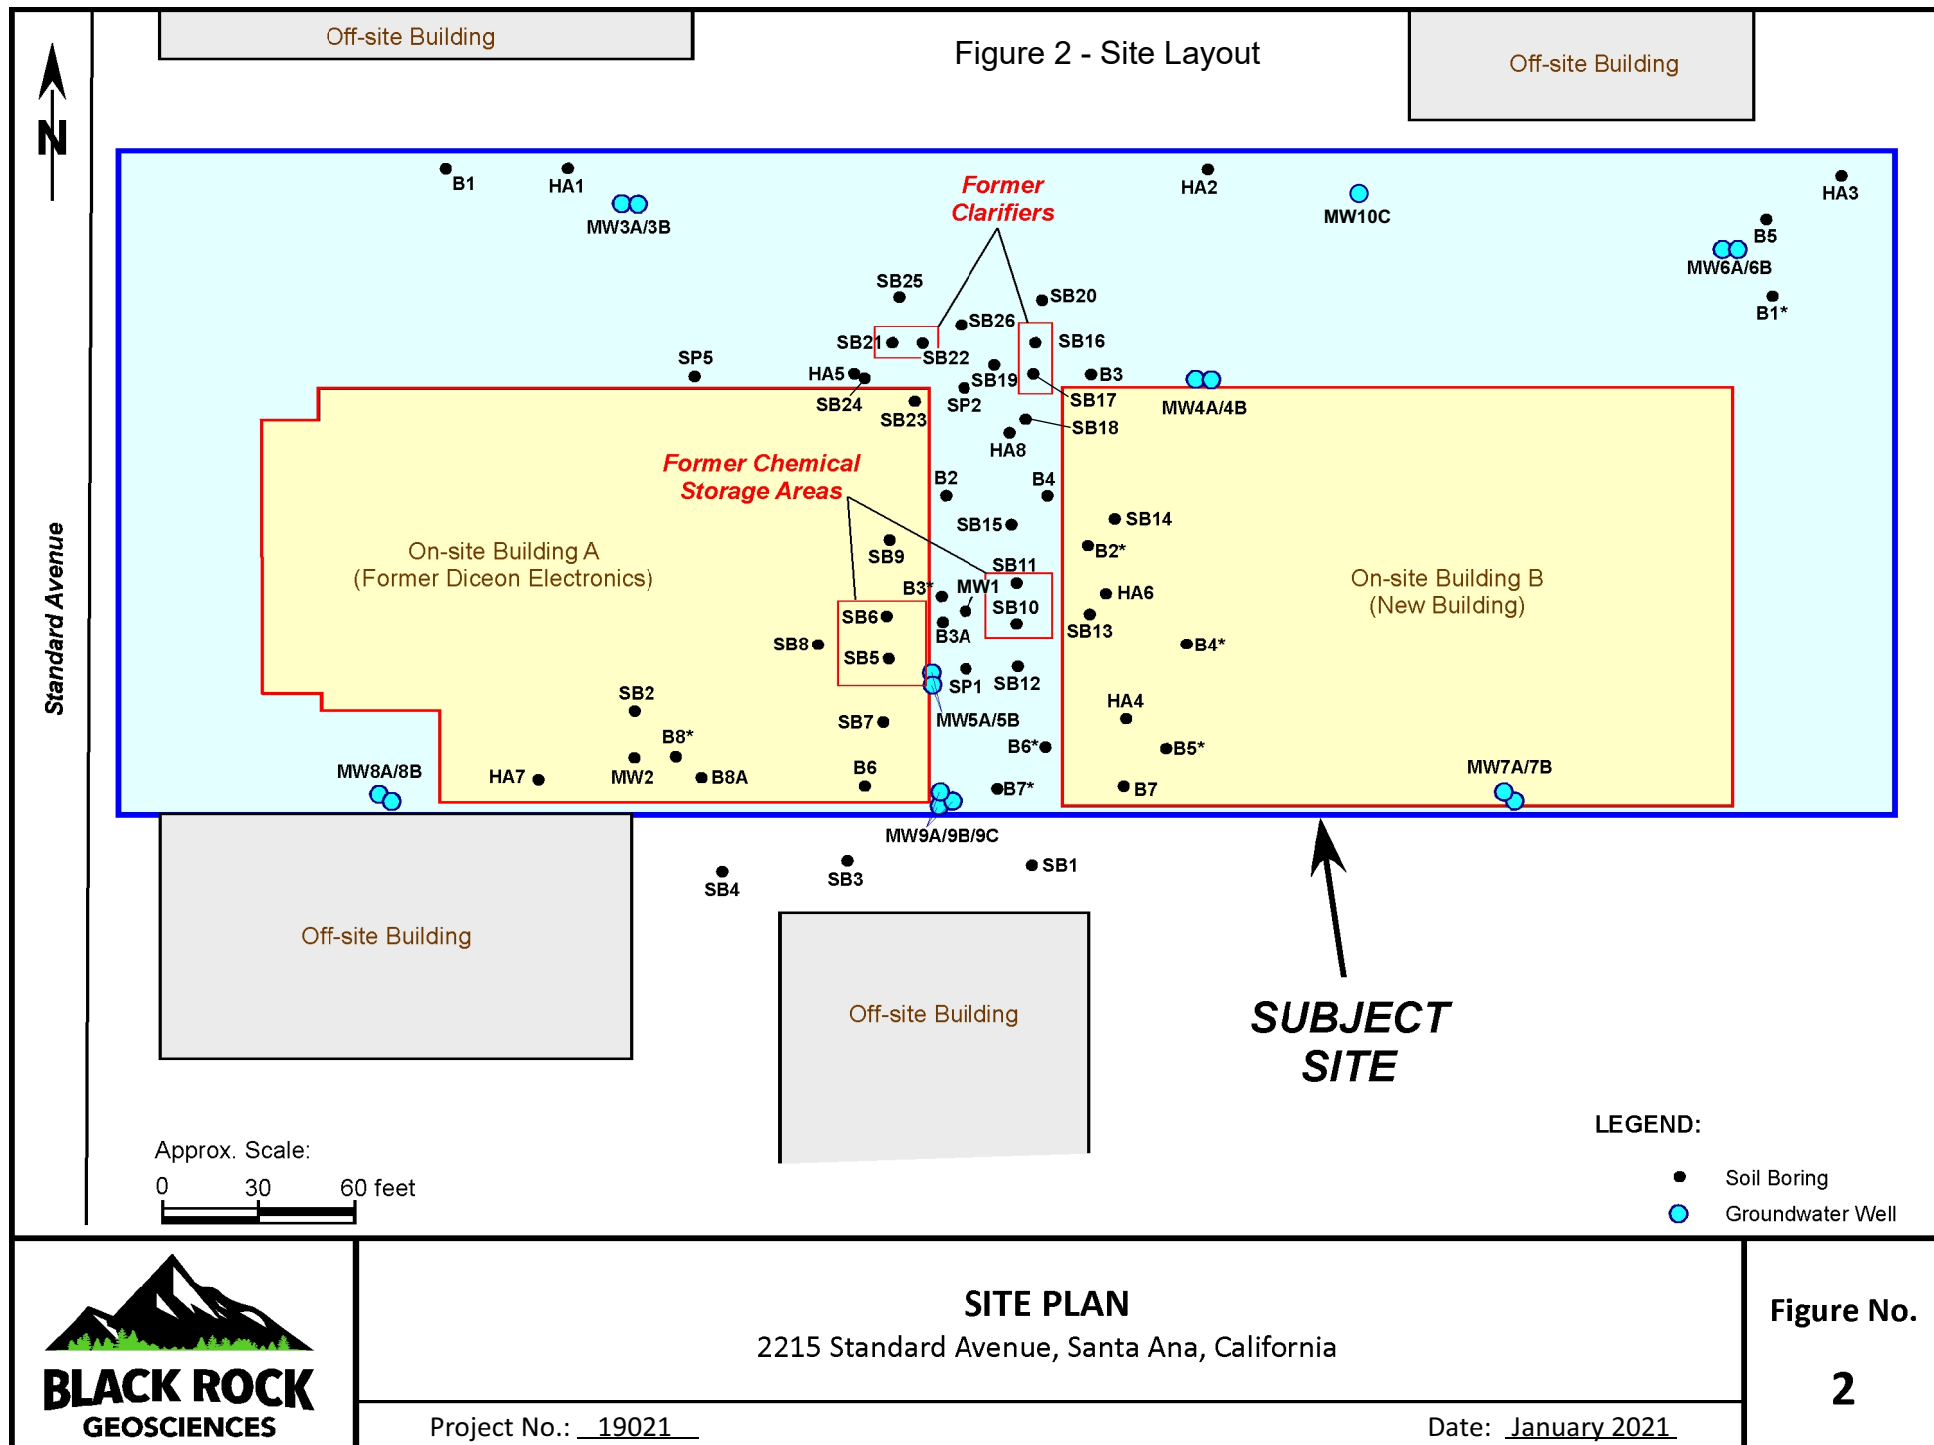 Off-site Building
Figure 2 - Site Layout
Off-site Building
N
B1
HA1
MW3A/3B
Former
Clarifiers
HA2
MW10C
HA3
B5
MW6A/6B
B1*
SB25
SB20
SB26
SB21
SB22
SB16
SP5
HA5
SB24
SB19
SP2
B3
SB17
MW4A/4B
SB23
SB18
HA8
Former Chemical
Storage Areas
B2
B4
SB15
SB14
SB9
B2*
Standard Avenue
On-site Building A
(Former Diceon Electronics)
SB11
B3*
MW1
SB10
HA6
On-site Building B
(New Building)
SB6
B3A
SB13
SB8
SB5
B4*
SP1
SB12
SB2
HA4
SB7
MW5A/5B
B8*
B6*
B5*
MW8A/8B
HA7
MW2
B8A
B6
B7*
B7
MW7A/7B
MW9A/9B/9C
SB4
SB3
SB1
Off-site Building
Off-site Building
SUBJECT
SITE
LEGEND:
Soil Boring
Groundwater Well
Approx. Scale:
0 30 60 feet
BLACK ROCK
GEOSCIENCES
SITE PLAN
2215 Standard Avenue, Santa Ana, California
Project No.: 19021
Date: January 2021
Figure No.
2